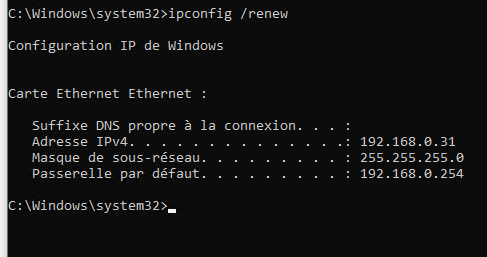 C:\Windows\system32>ipconfig /renew
Configuration IP de Windows
Carte Ethernet Ethernet :
Suffixe DNS propre à la connexion. . . :
Adresse IPv4. . . . . . . . . . . . . .: 192.168.0.31
Masque de sous-réseau. . . . . . . . . : 255.255.255.0
Passerelle par défaut. . . . . . . . . : 192.168.0.254
C:\Windows\system32>